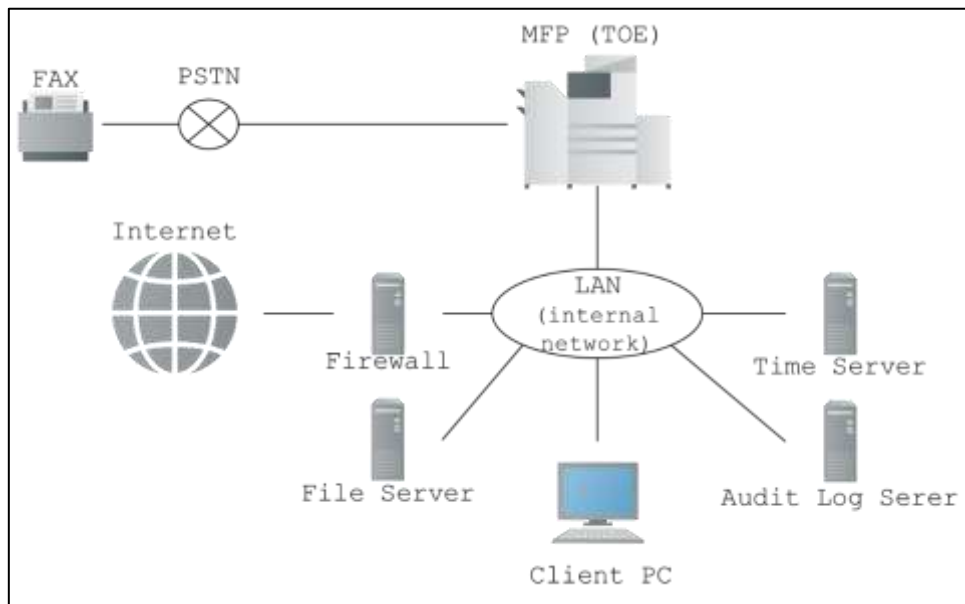 MFP (TOE)
FAX
PSTN
Internet
LAN
(internal
network)
Firewall
Time Server
File Server
Audit Log Serer
Client PC